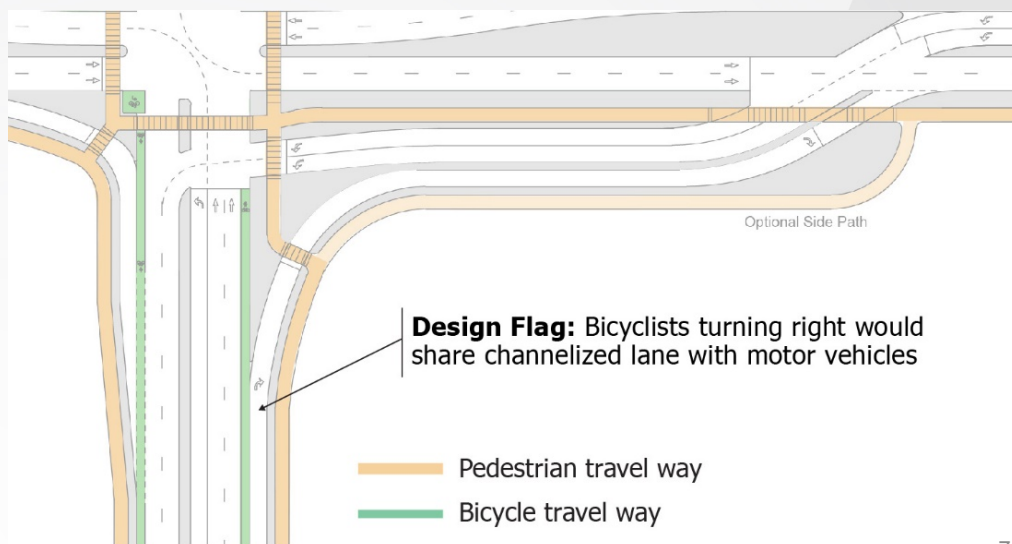 Optional Side Path
Design Flag: Bicyclists turning right would
share channelized lane with motor vehicles
Pedestrian travel way
Bicycle travel way